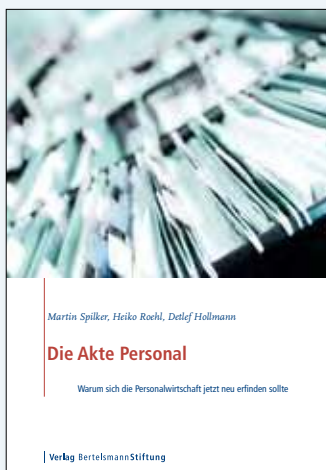 Martin Spilker, Heiko Roehl, Detlef Hollmann
Die Akte Personal
Warum sich die Personalwirtschaft jetzt neu erfinden sollte
Verlag BertelsmannStiftung